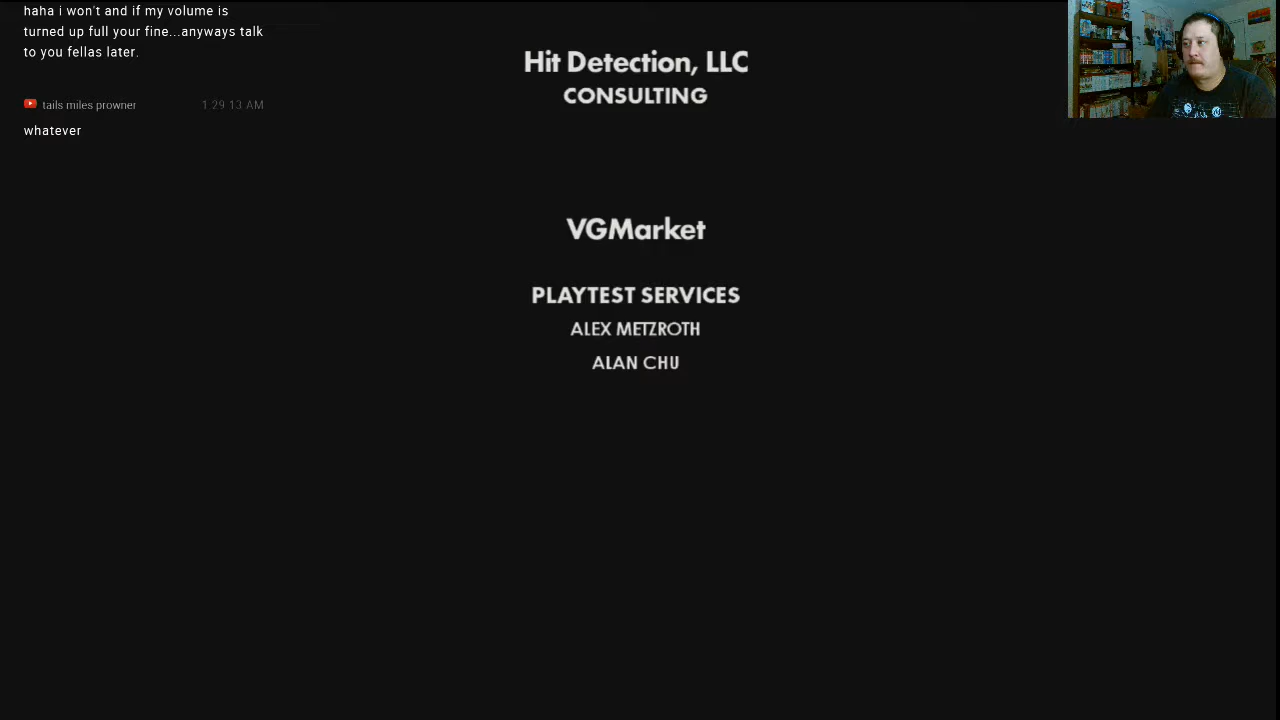 haha i won't and if my volume is
turned up full your fine...anyways talk
to you fellas later.
tails miles prowner 1 29 13 AM
whatever
Hit Detection, LLC
CONSULTING
VGMarket
PLAYTEST SERVICES
ALEX METZROTH
ALAN CHU